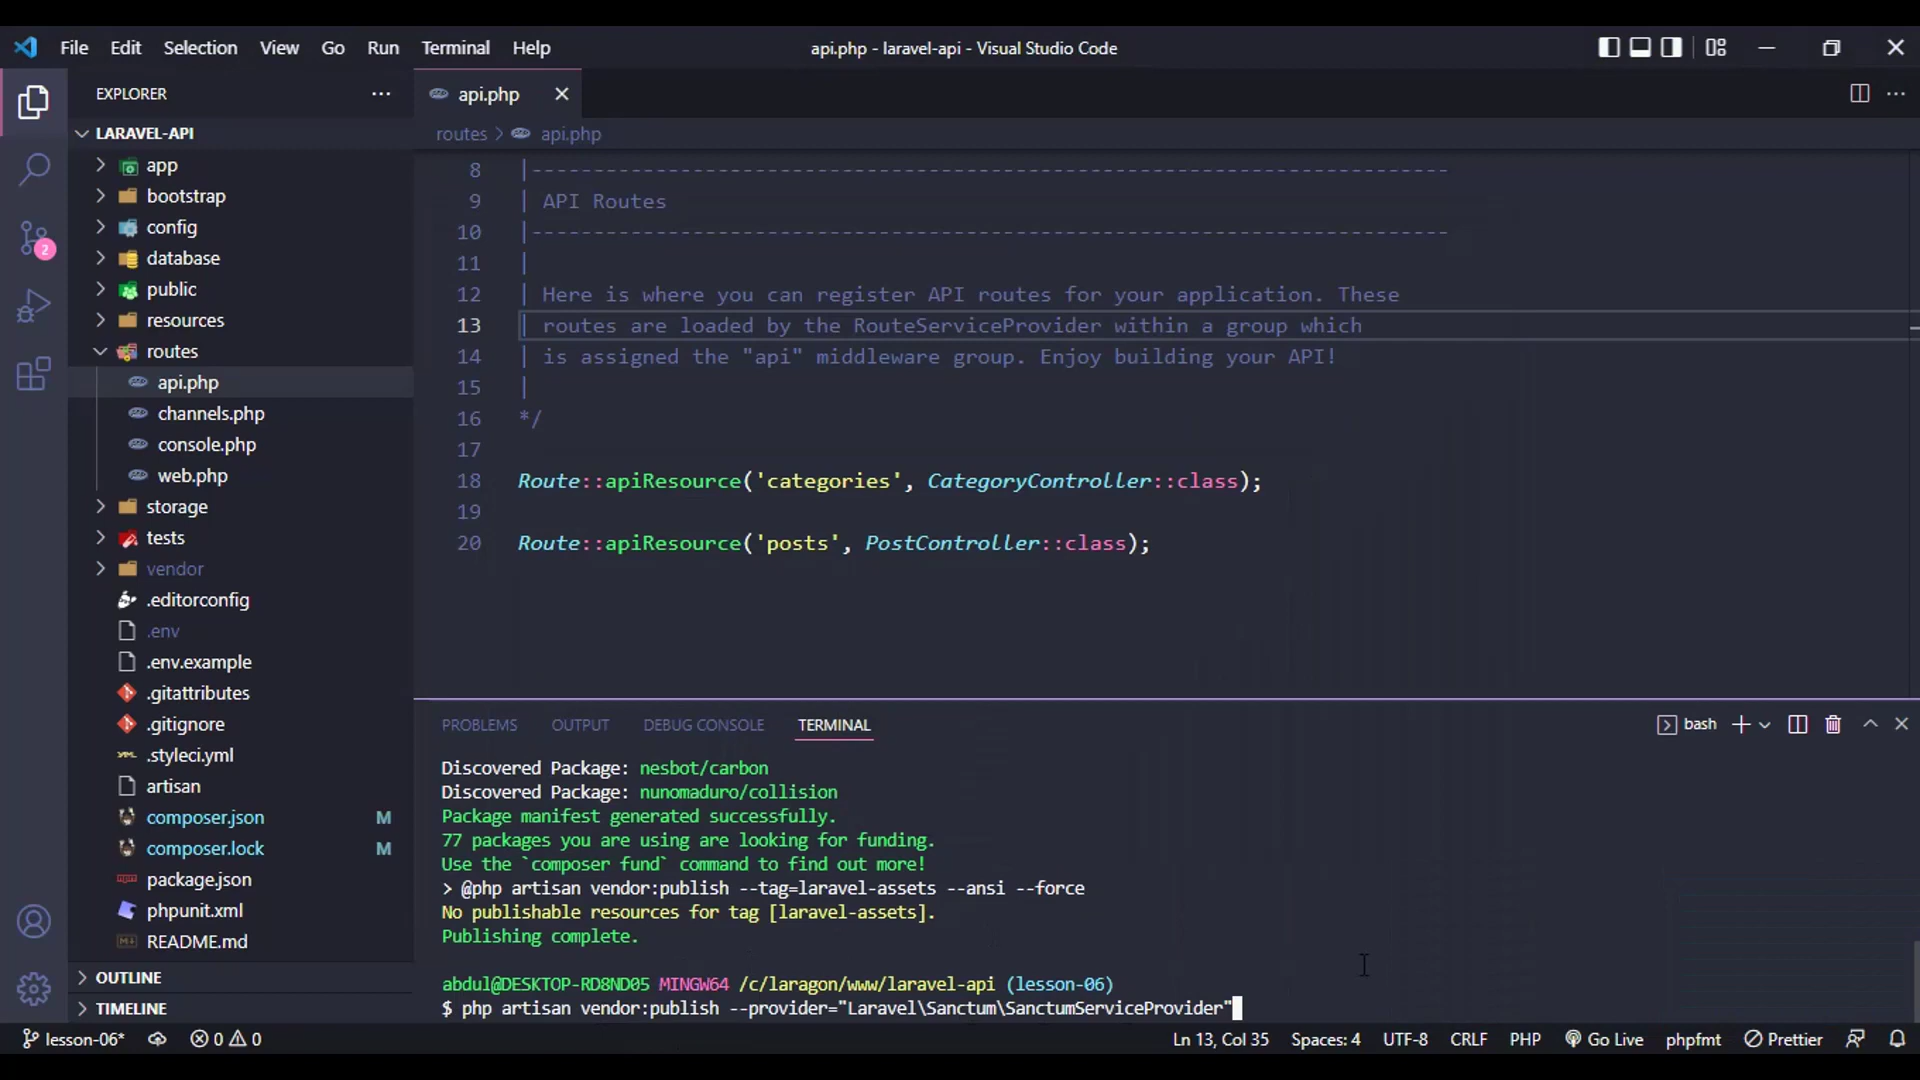 File Edit Selection View Go Run Terminal Help
api.php - laravel-api - Visual Studio Code
EXPLORER
LARAVEL-API
app
bootstrap
config
database
public
resources
routes
api.php
channels.php
console.php
web.php
storage
tests
vendor
.editorconfig
.env
.env.example
.gitattributes
.gitignore
.styleci.yml
artisan
composer.json M
composer.lock M
package.json
phpunit.xml
README.md
OUTLINE
TIMELINE
2
api.php
routes > api.php
8 |--------------------------------------------------------------------------
9 | API Routes
10 |--------------------------------------------------------------------------
11 |
12 | Here is where you can register API routes for your application. These
13 | routes are loaded by the RouteServiceProvider within a group which
14 | is assigned the "api" middleware group. Enjoy building your API!
15 |
16 */
17
18 Route::apiResource('categories', CategoryController::class);
19
20 Route::apiResource('posts', PostController::class);
PROBLEMS OUTPUT DEBUG CONSOLE TERMINAL
bash
Discovered Package: nesbot/carbon
Discovered Package: nunomaduro/collision
Package manifest generated successfully.
77 packages you are using are looking for funding.
Use the `composer fund` command to find out more!
> @php artisan vendor:publish --tag=laravel-assets --ansi --force
No publishable resources for tag [laravel-assets].
Publishing complete.
abdul@DESKTOP-RD8ND05 MINGW64 /c/laragon/www/laravel-api (lesson-06)
$ php artisan vendor:publish --provider="Laravel\Sanctum\SanctumServiceProvider"
lesson-06* 0 0 Ln 13, Col 35 Spaces: 4 UTF-8 CRLF PHP Go Live phpfmt Prettier